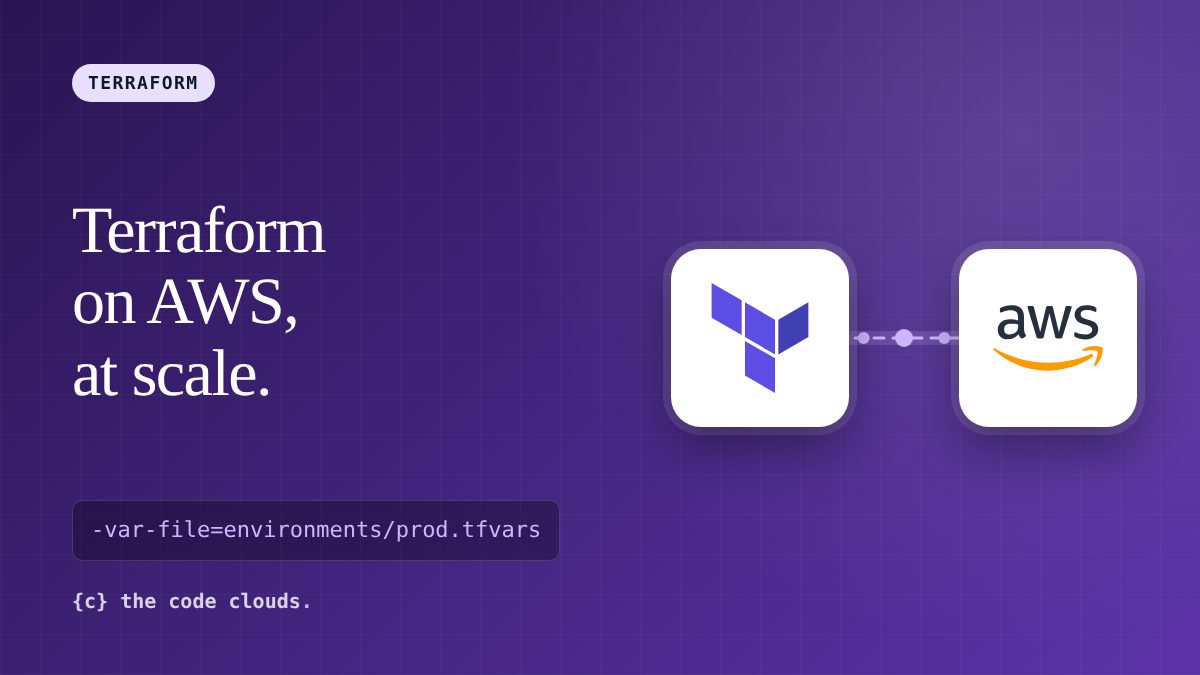 TERRAFORM
Terraform
on AWS,
at scale.
aws
-var-file=environments/prod.tfvars
{c} the code clouds.